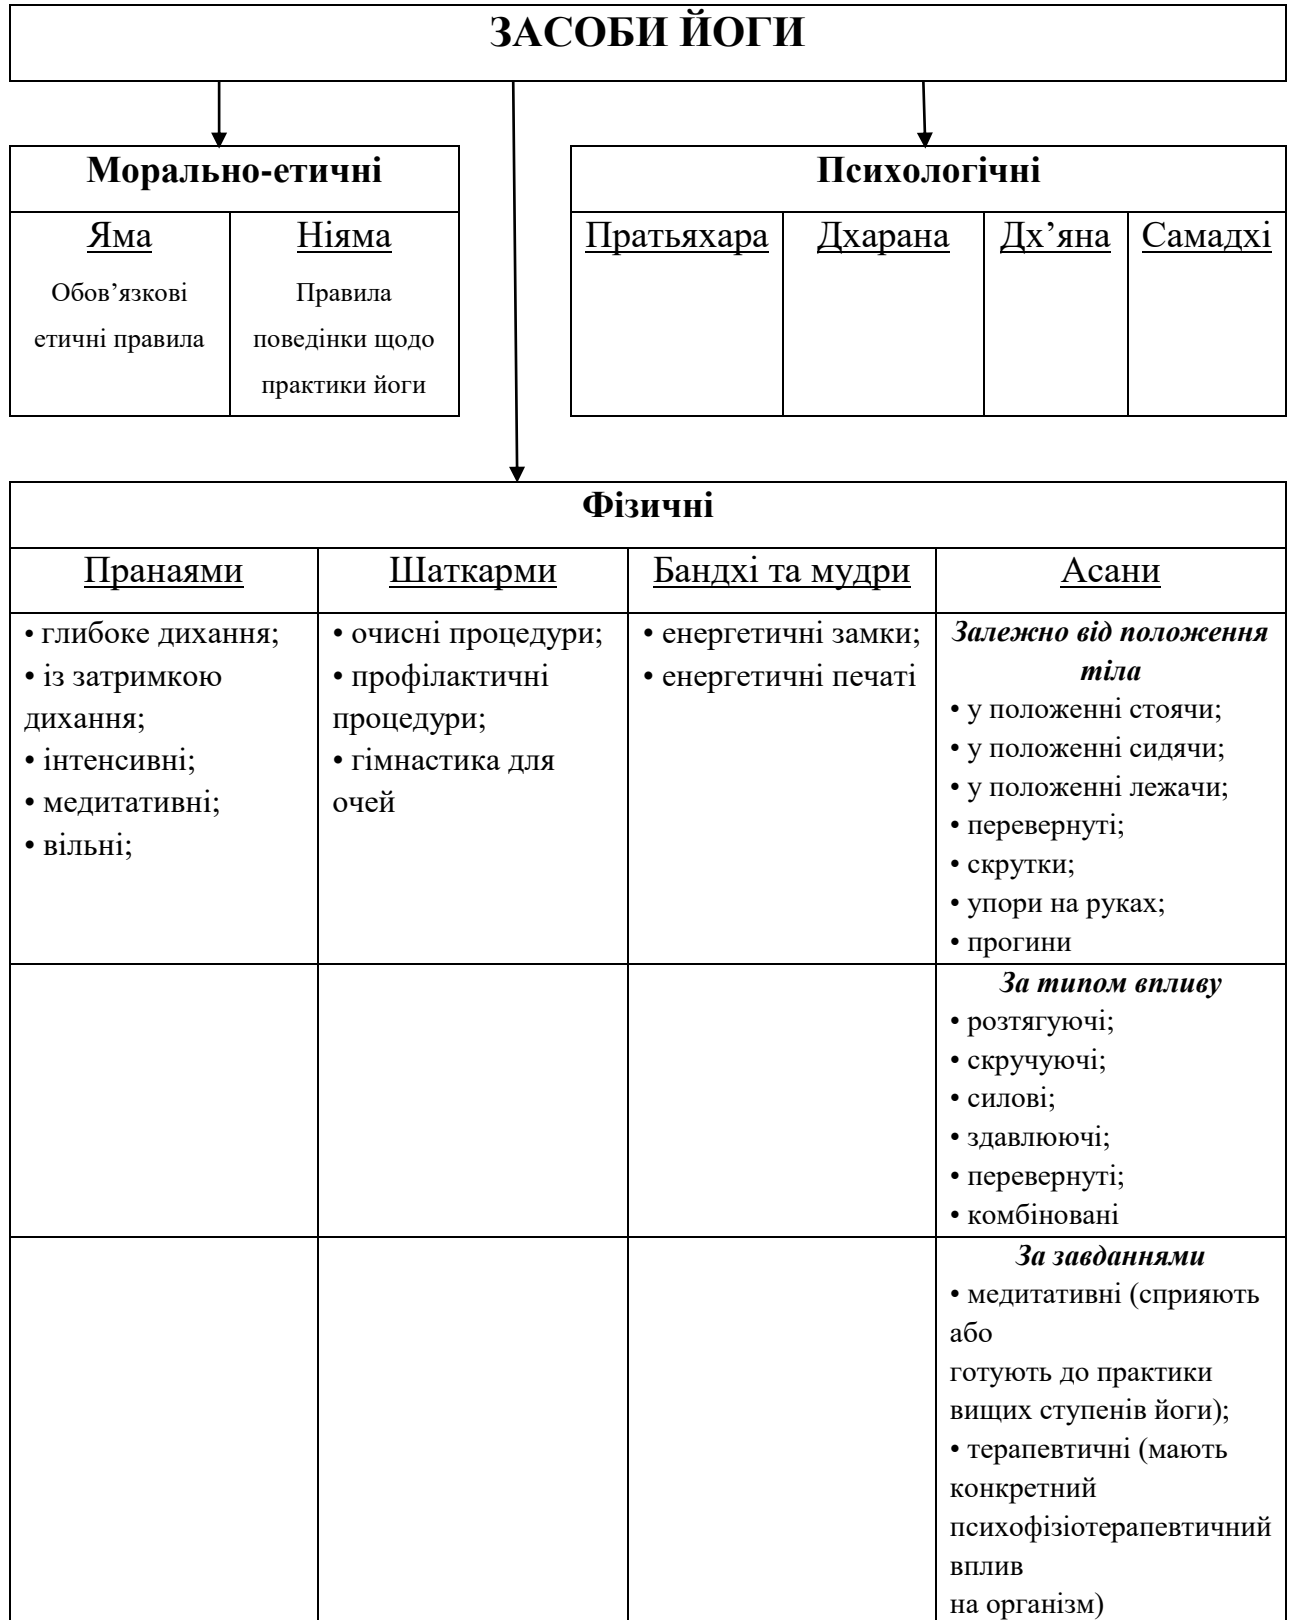 ЗАСОБИ ЙОГИ
Морально-етичні
Яма
Обов’язкові
етичні правила
Ніяма
Правила
поведінки щодо
практики йоги
Психологічні
Пратьяхара
Дхарана
Дх’яна
Самадхі
Фізичні
Пранаями
Шаткарми
Бандхі та мудри
Асани
• глибоке дихання;
• із затримкою
дихання;
• інтенсивні;
• медитативні;
• вільні;
• очисні процедури;
• профілактичні
процедури;
• гімнастика для
очей
• енергетичні замки;
• енергетичні печаті
Залежно від положення
тіла
• у положенні стоячи;
• у положенні сидячи;
• у положенні лежачи;
• перевернуті;
• скрутки;
• упори на руках;
• прогини
За типом впливу
• розтягуючі;
• скручуючі;
• силові;
• здавлюючі;
• перевернуті;
• комбіновані
За завданнями
• медитативні (сприяють
або
готують до практики
вищих ступенів йоги);
• терапевтичні (мають
конкретний
психофізіотерапевтичний
вплив
на організм)